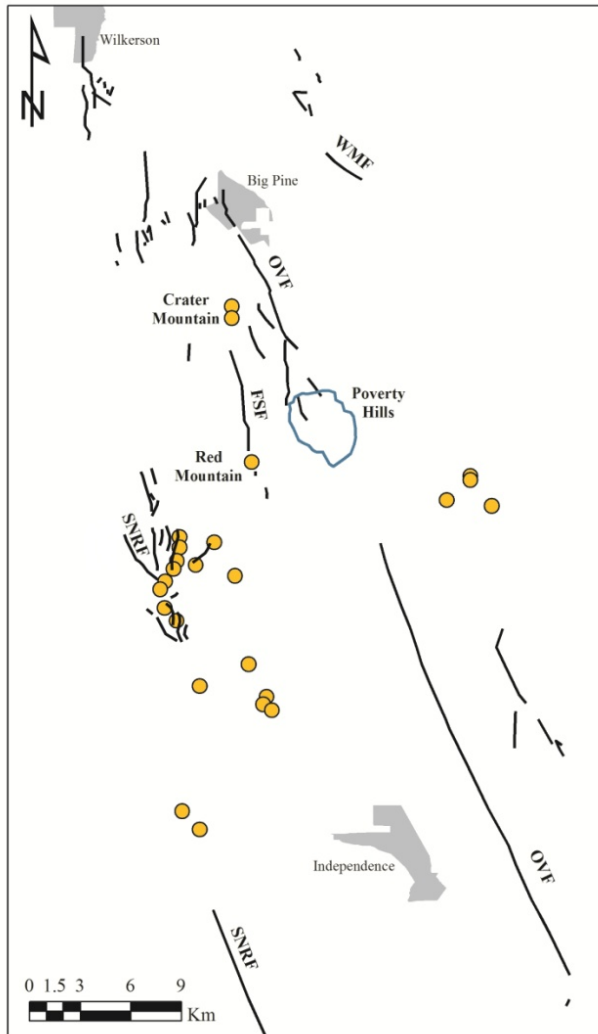 Wilkerson
N
WMF
Big Pine
OVF
Crater
Mountain
FSF
Poverty
Hills
Red
Mountain
SNRF
Independence
OVF
SNRF
0 1.5 3 6 9
Km